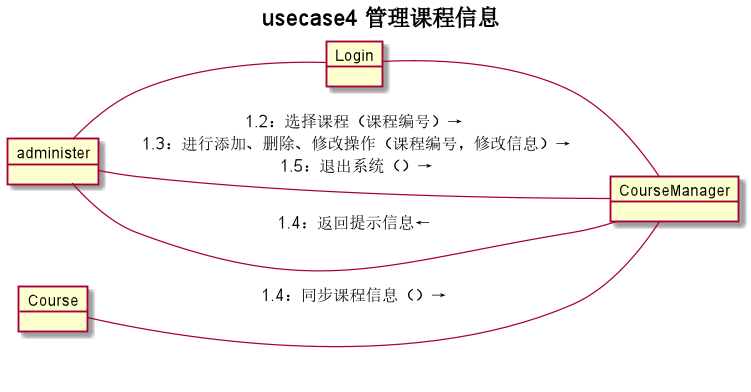 usecase4 管理课程信息
Login
1.2：选择课程（课程编号）→
1.3：进行添加、删除、修改操作（课程编号，修改信息）→
administer
1.5：退出系统（）→
CourseManager
1.4：返回提示信息←
Course
1.4：同步课程信息（）→